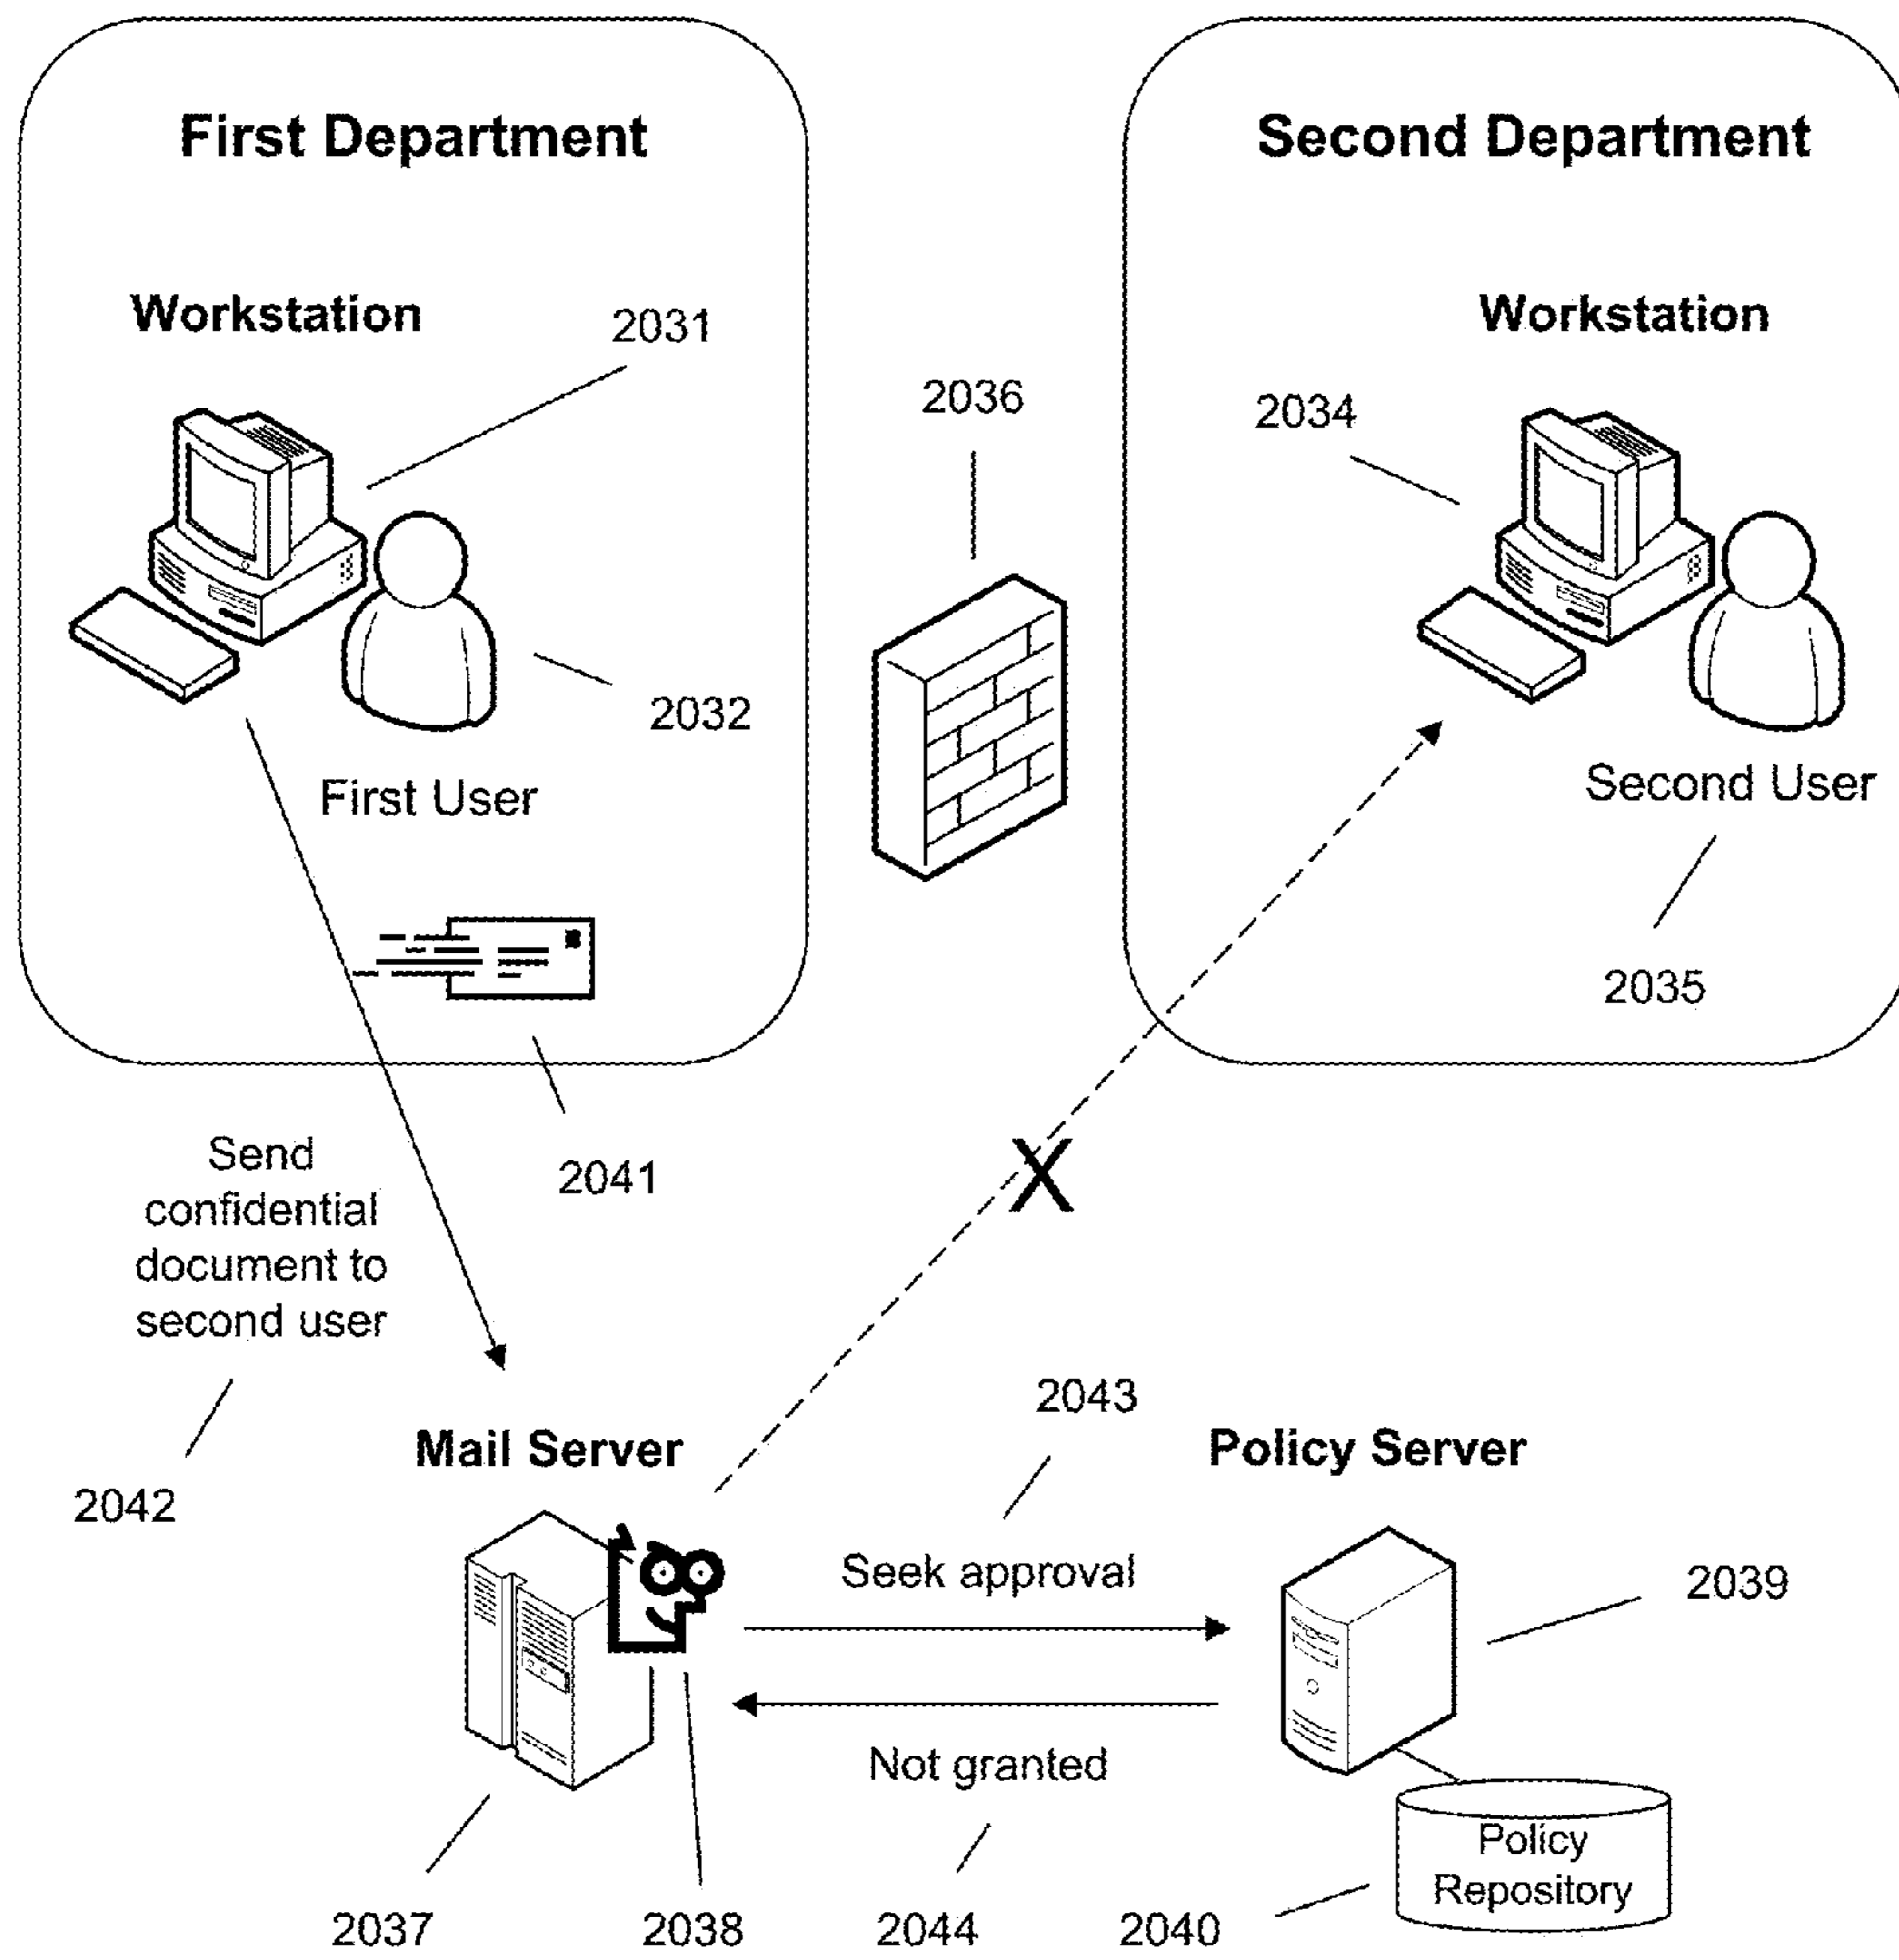 First Department
Second Department
Workstation
2031
Workstation
2036
2034
2032
First User
Second User
2035
2041
Send
confidential
document to
second user
X
2043
Mail Server
Policy Server
2042
Seek approval
2039
Not granted
Policy
Repository
2037
2038
2044
2040